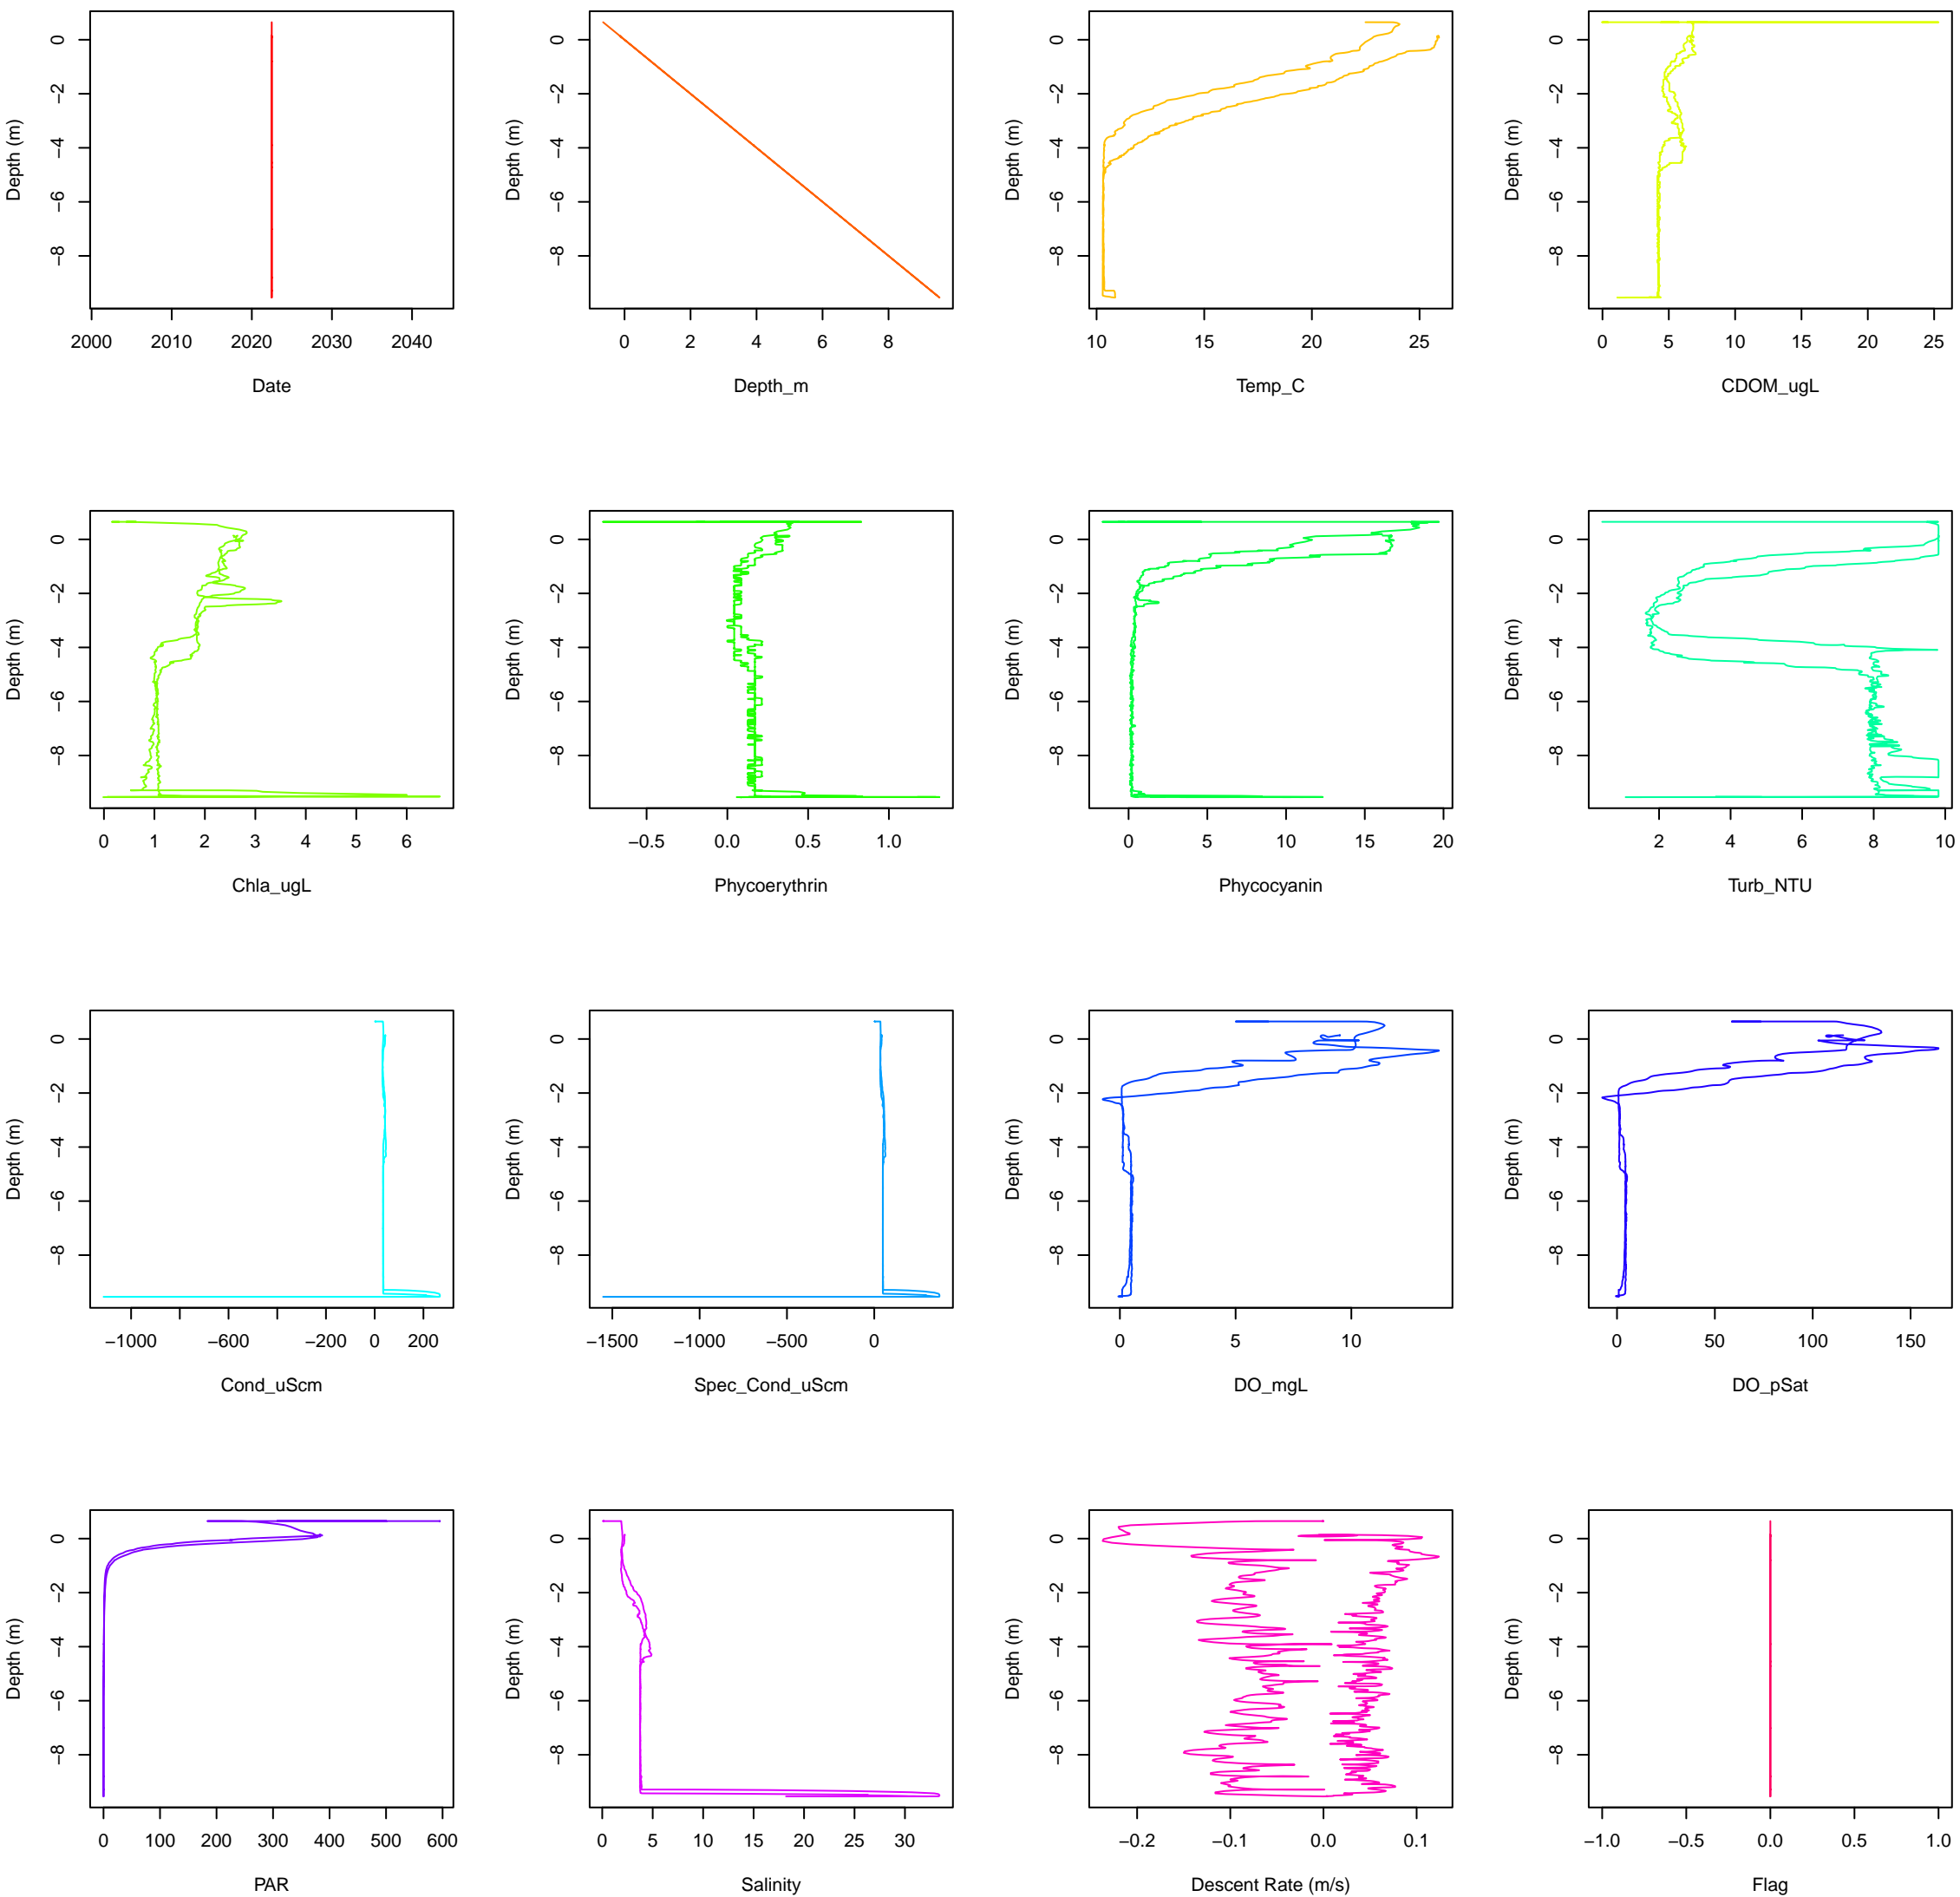 Depth (m)
−8 −6 −4 −2 0
2000 2010 2020 2030 2040
Date
Depth (m)
−8 −6 −4 −2 0
0 2 4 6 8
Depth_m
Depth (m)
−8 −6 −4 −2 0
10 15 20 25
Temp_C
Depth (m)
−8 −6 −4 −2 0
0 5 10 15 20 25
CDOM_ugL
Depth (m)
−8 −6 −4 −2 0
0 1 2 3 4 5 6
Chla_ugL
Depth (m)
−8 −6 −4 −2 0
−0.5 0.0 0.5 1.0
Phycoerythrin
Depth (m)
−8 −6 −4 −2 0
0 5 10 15 20
Phycocyanin
Depth (m)
−8 −6 −4 −2 0
2 4 6 8 10
Turb_NTU
Depth (m)
−8 −6 −4 −2 0
−1000 −600 −200 0 200
Cond_uScm
Depth (m)
−8 −6 −4 −2 0
−1500 −1000 −500 0
Spec_Cond_uScm
Depth (m)
−8 −6 −4 −2 0
0 5 10
DO_mgL
Depth (m)
−8 −6 −4 −2 0
0 50 100 150
DO_pSat
Depth (m)
−8 −6 −4 −2 0
0 100 200 300 400 500 600
PAR
Depth (m)
−8 −6 −4 −2 0
0 5 10 15 20 25 30
Salinity
Depth (m)
−8 −6 −4 −2 0
−0.2 −0.1 0.0 0.1
Descent Rate (m/s)
Depth (m)
−8 −6 −4 −2 0
−1.0 −0.5 0.0 0.5 1.0
Flag